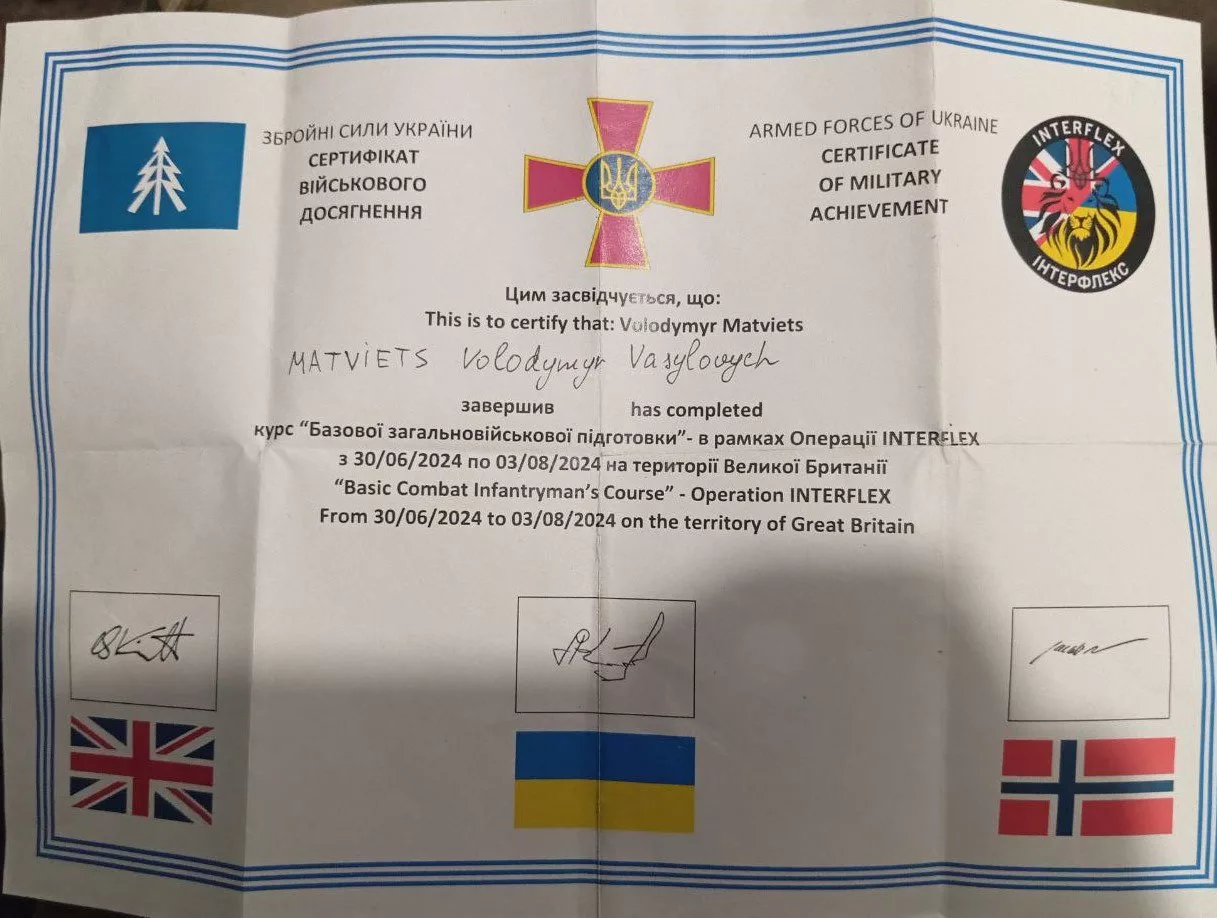 ЗБРОЙНІ СИЛИ УКРАЇНИ
СЕРТИФІКАТ
ВІЙСЬКОВОГО
ДОСЯГНЕННЯ
ARMED FORCES OF UKRAINE
CERTIFICATE
OF MILITARY
ACHIEVEMENT
INTERFLEX
ІНТЕРФЛЕКС
Цим засвідчується, що:
This is to certify that: Volodymyr Matviets
MATVIETS Volodymyr Vasylovych
завершив has completed
курс “Базової загальновійськової підготовки”- в рамках Операції INTERFLEX
з 30/06/2024 по 03/08/2024 на території Великої Британії
“Basic Combat Infantryman’s Course” - Operation INTERFLEX
From 30/06/2024 to 03/08/2024 on the territory of Great Britain